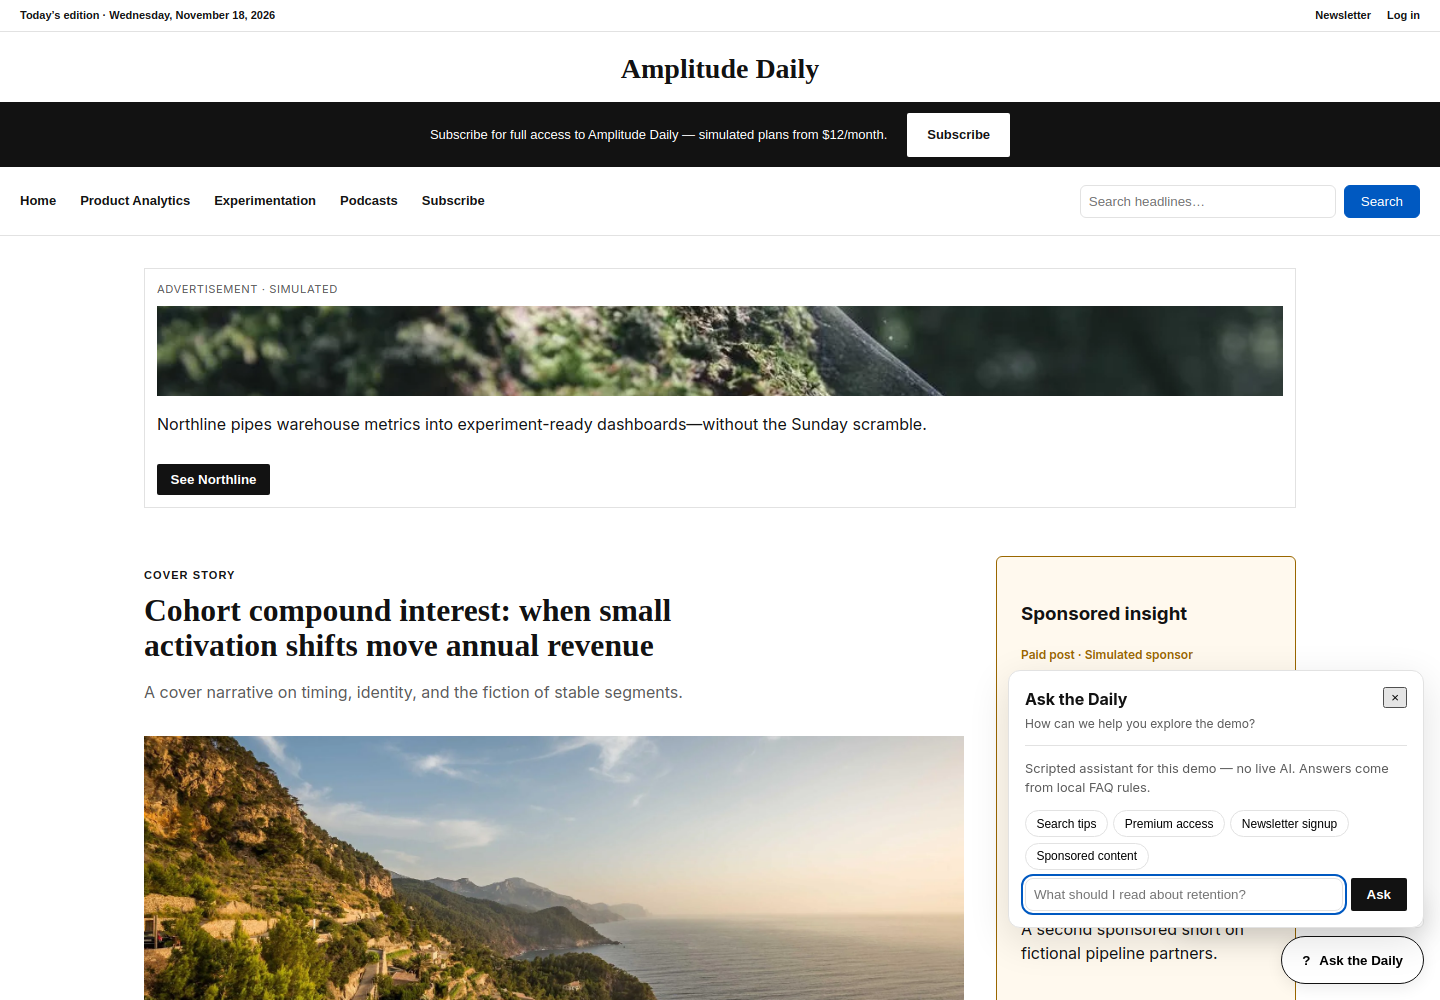 Today's edition · Wednesday, November 18, 2026
Newsletter
Log in
Amplitude Daily
Subscribe for full access to Amplitude Daily — simulated plans from $12/month.
Subscribe
Home
Product Analytics
Experimentation
Podcasts
Subscribe
Search headlines…
Search
ADVERTISEMENT · SIMULATED
Northline pipes warehouse metrics into experiment-ready dashboards—without the Sunday scramble.
See Northline
COVER STORY
Cohort compound interest: when small
activation shifts move annual revenue
A cover narrative on timing, identity, and the fiction of stable segments.
Sponsored insight
Paid post · Simulated sponsor
Ask the Daily
×
How can we help you explore the demo?
Scripted assistant for this demo — no live AI. Answers come
from local FAQ rules.
Search tips
Premium access
Newsletter signup
Sponsored content
What should I read about retention?
Ask
A second sponsored short on
fictional pipeline partners.
? Ask the Daily